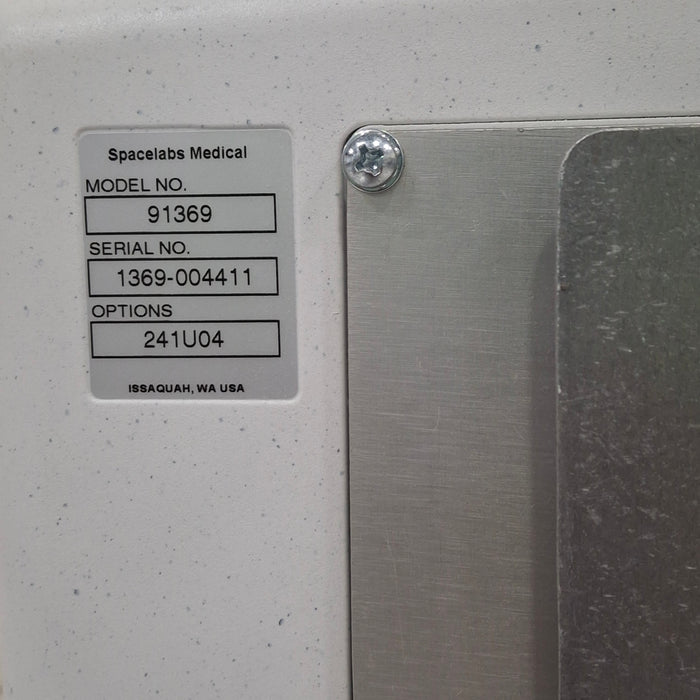 Spacelabs Medical
MODEL NO.
91369
SERIAL NO.
1369-004411
OPTIONS
241U04
ISSAQUAH, WA USA